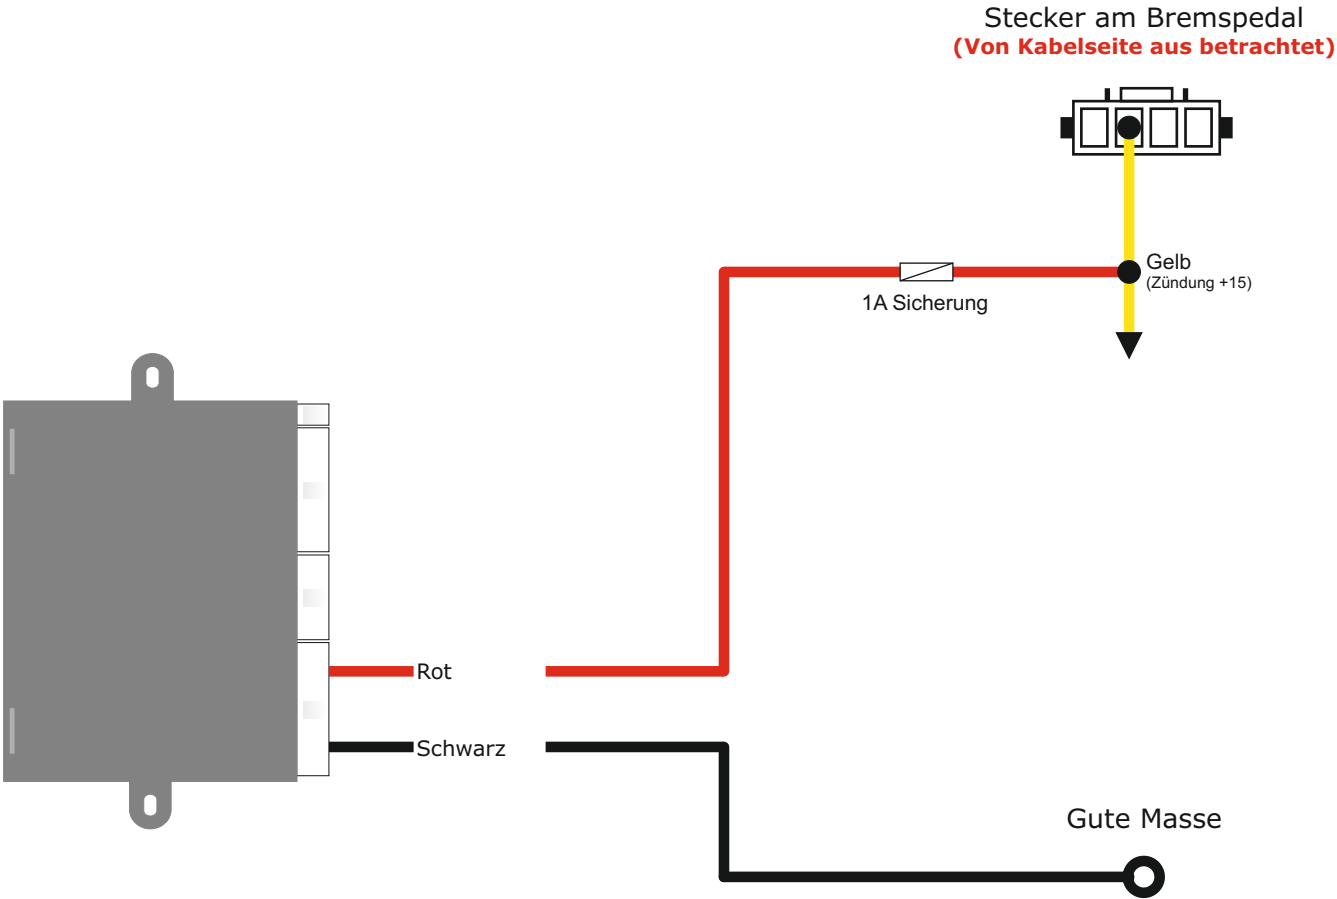 Stecker am Bremspedal
(Von Kabelseite aus betrachtet)
Gelb
(Zündung +15)
1A Sicherung
Rot
Schwarz
Gute Masse